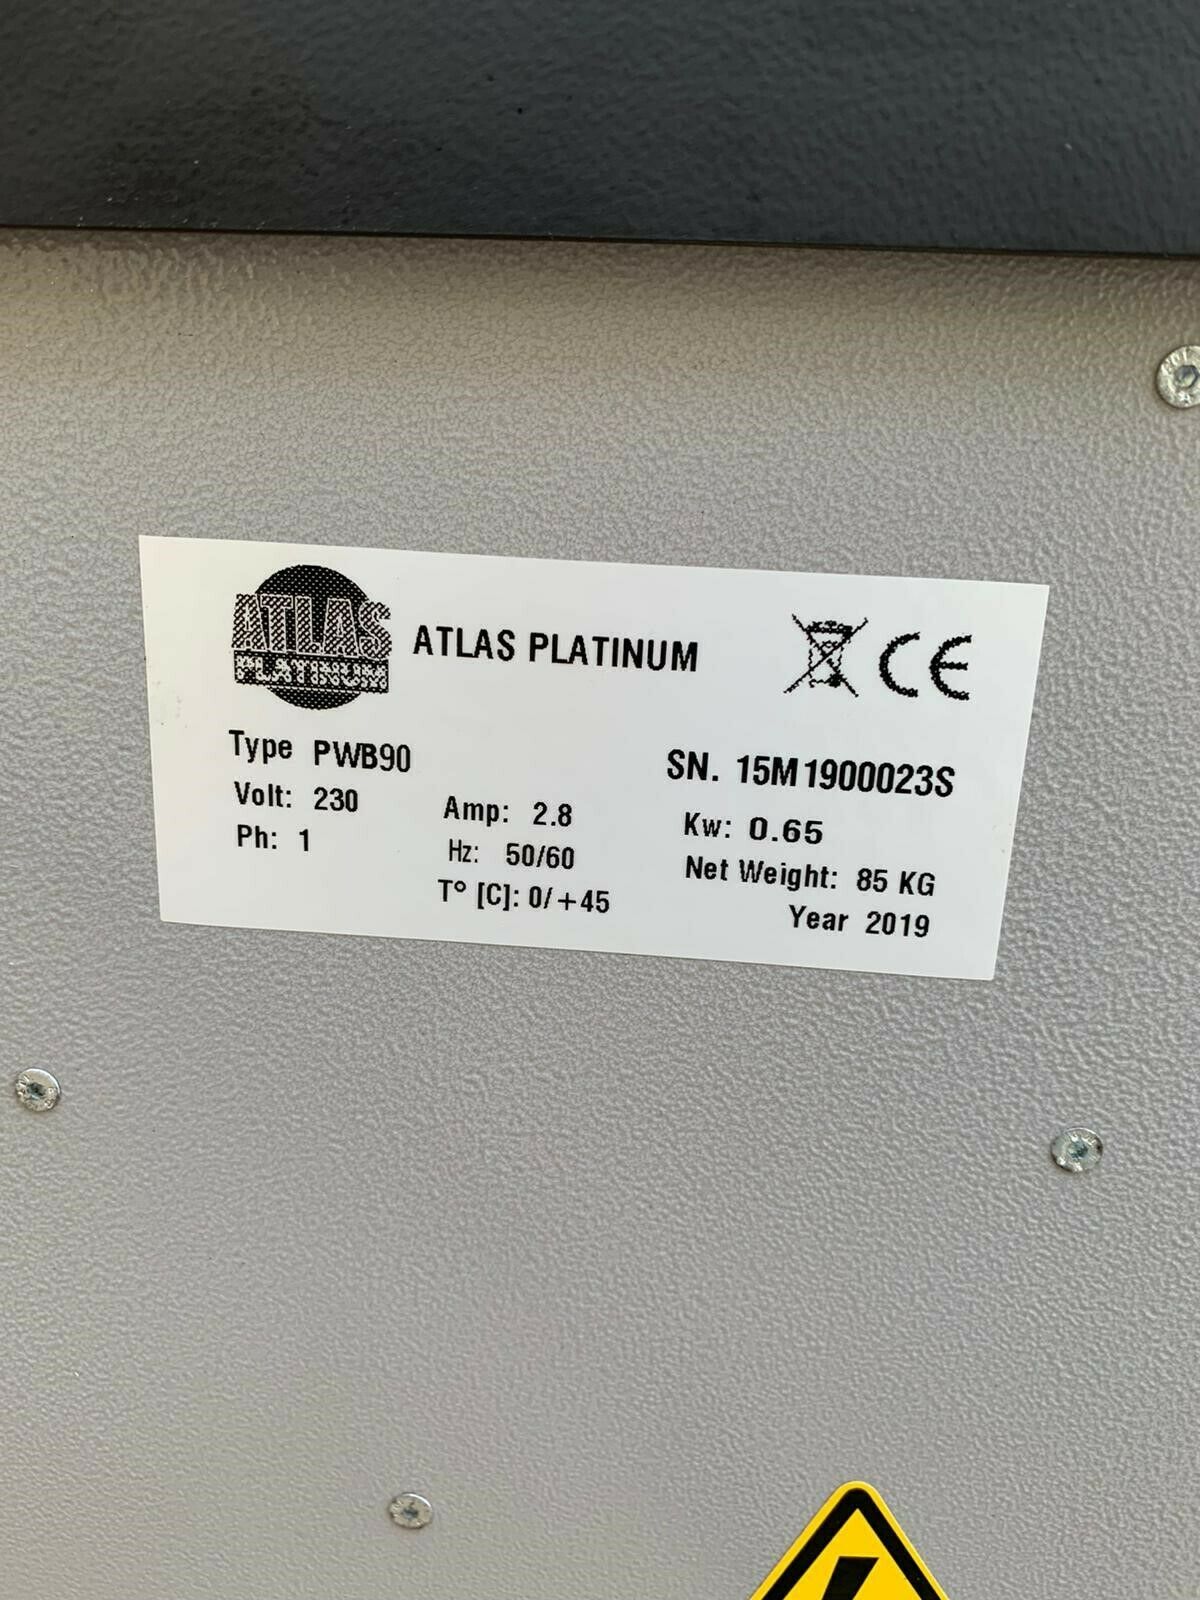 ATLAS
PLATINUM
ATLAS PLATINUM
CE
Type PWB90
SN. 15M1900023S
Volt: 230 Amp: 2.8 Kw: 0.65
Ph: 1 Hz: 50/60 Net Weight: 85 KG
T° [C]: 0/+45 Year 2019